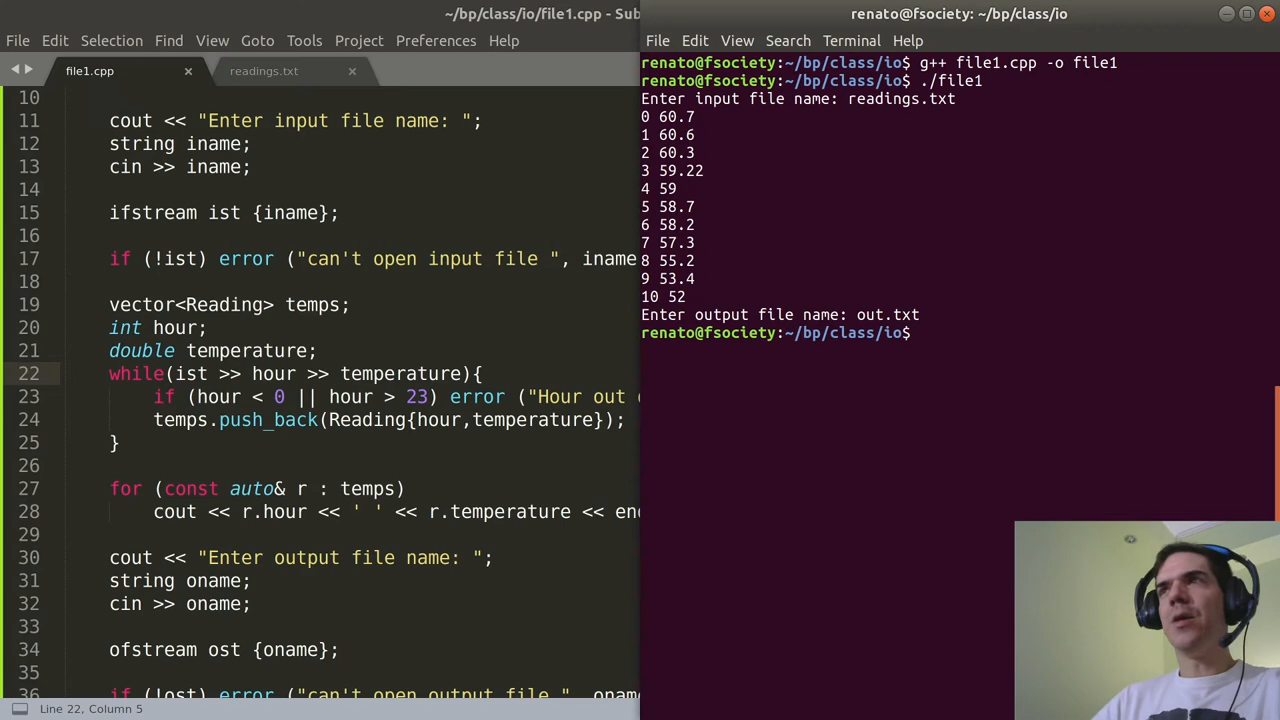 ~/bp/class/io/file1.cpp - Sub
File Edit Selection Find View Goto Tools Project Preferences Help
file1.cpp × readings.txt ×
10
11 cout << "Enter input file name: ";
12 string iname;
13 cin >> iname;
14
15 ifstream ist {iname};
16
17 if (!ist) error ("can't open input file ", iname
18
19 vector<Reading> temps;
20 int hour;
21 double temperature;
22 while(ist >> hour >> temperature){
23 if (hour < 0 || hour > 23) error ("Hour out o
24 temps.push_back(Reading{hour,temperature});
25 }
26
27 for (const auto& r : temps)
28 cout << r.hour << ' ' << r.temperature << en
29
30 cout << "Enter output file name: ";
31 string oname;
32 cin >> oname;
33
34 ofstream ost {oname};
35
36 if (!ost) error ("can't open output file ", oname
Line 22, Column 5
renato@fsociety: ~/bp/class/io
File Edit View Search Terminal Help
renato@fsociety:~/bp/class/io$ g++ file1.cpp -o file1
renato@fsociety:~/bp/class/io$ ./file1
Enter input file name: readings.txt
0 60.7
1 60.6
2 60.3
3 59.22
4 59
5 58.7
6 58.2
7 57.3
8 55.2
9 53.4
10 52
Enter output file name: out.txt
renato@fsociety:~/bp/class/io$